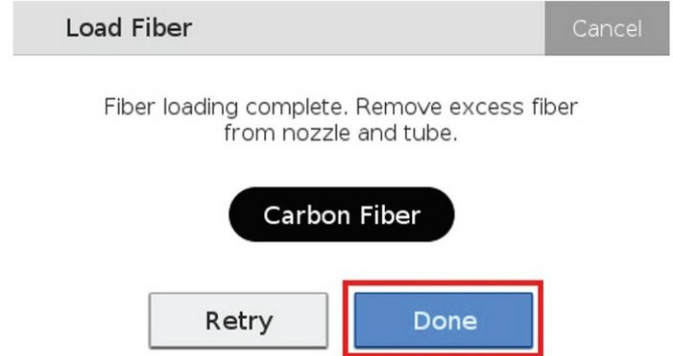 Load Fiber
Cancel
Fiber loading complete. Remove excess fiber
from nozzle and tube.
Carbon Fiber
Retry
Done